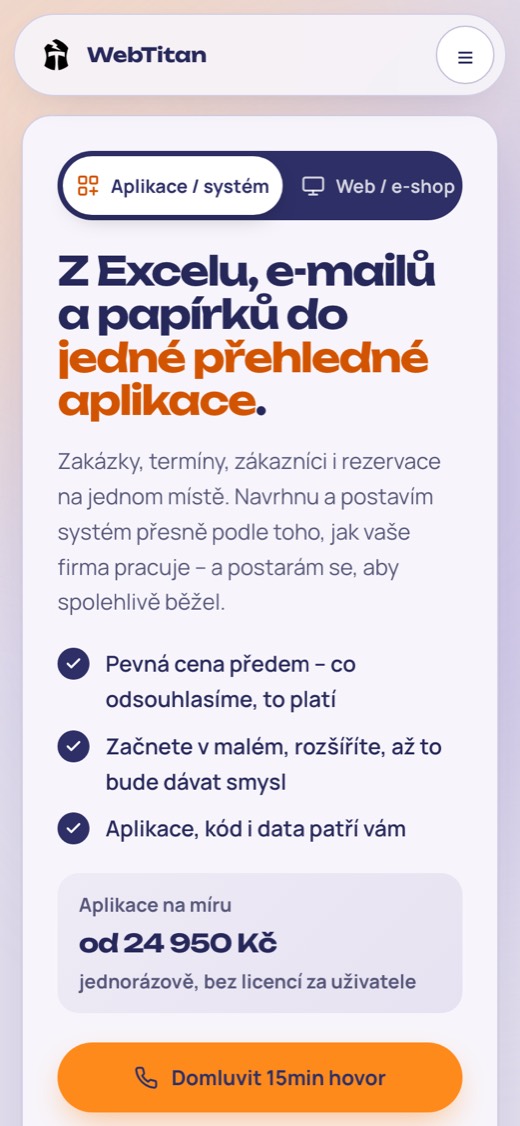 WebTitan
Aplikace / systém
Web / e-shop
Z Excelu, e-mailů
a papírků do
jedné přehledné
aplikace.
Zakázky, termíny, zákazníci i rezervace
na jednom místě. Navrhnu a postavím
systém přesně podle toho, jak vaše
firma pracuje – a postarám se, aby
spolehlivě běžel.
Pevná cena předem – co
odsouhlasíme, to platí
Začnete v malém, rozšíříte, až to
bude dávat smysl
Aplikace, kód i data patří vám
Aplikace na míru
od 24 950 Kč
jednorázově, bez licencí za uživatele
Domluvit 15min hovor